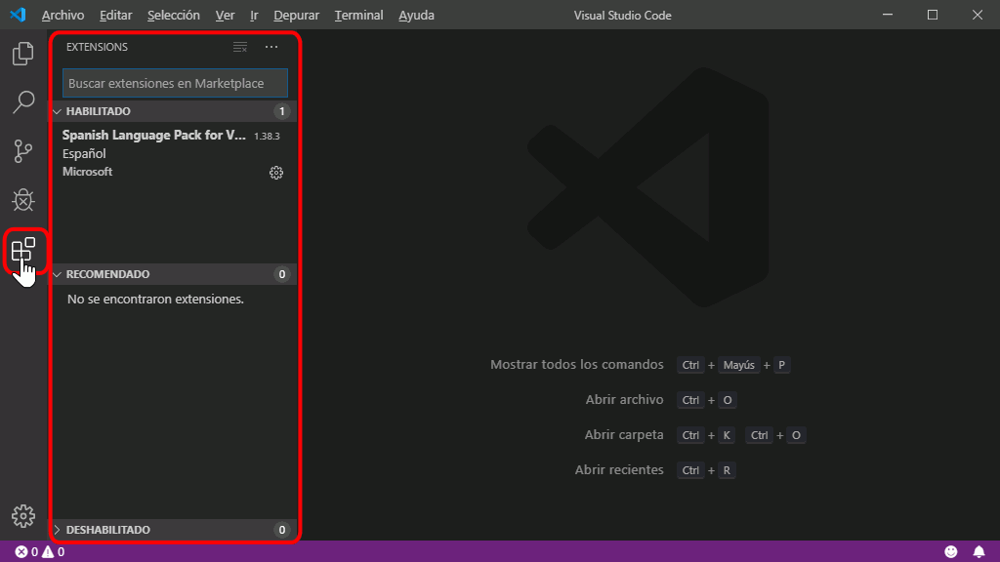 Archivo Editar Selección Ver Ir Depurar Terminal Ayuda Visual Studio Code
EXTENSIONS
Buscar extensiones en Marketplace
HABILITADO 1
Spanish Language Pack for V... 1.38.3
Español
Microsoft
RECOMENDADO 0
No se encontraron extensiones.
DESHABILITADO 0
Mostrar todos los comandos Ctrl + Mayús + P
Abrir archivo Ctrl + O
Abrir carpeta Ctrl + K Ctrl + O
Abrir recientes Ctrl + R
0 0